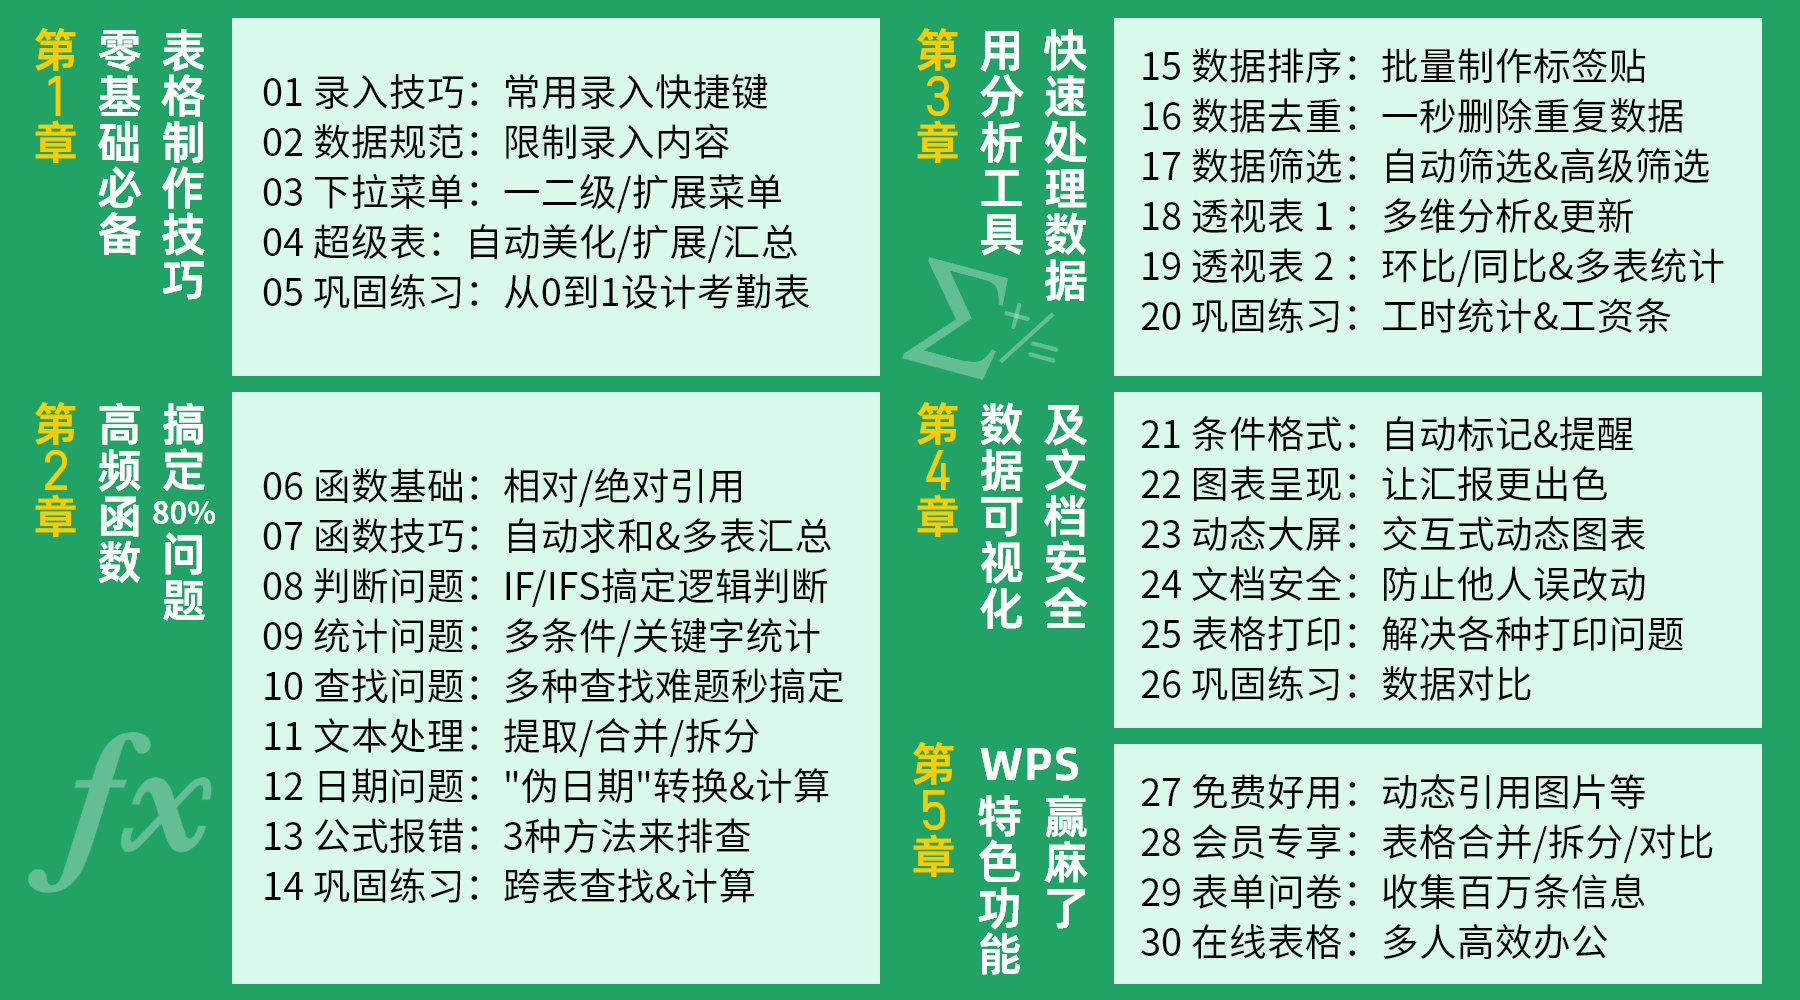 第1章
零基础必备
表格制作技巧
01 录入技巧：常用录入快捷键
02 数据规范：限制录入内容
03 下拉菜单：一二级/扩展菜单
04 超级表：自动美化/扩展/汇总
05 巩固练习：从0到1设计考勤表
第2章
高频函数
搞定80%问题
06 函数基础：相对/绝对引用
07 函数技巧：自动求和&多表汇总
08 判断问题：IF/IFS搞定逻辑判断
09 统计问题：多条件/关键字统计
10 查找问题：多种查找难题秒搞定
11 文本处理：提取/合并/拆分
12 日期问题："伪日期"转换&计算
13 公式报错：3种方法来排查
14 巩固练习：跨表查找&计算
fx
第3章
用分析工具
快速处理数据
∑+/=
15 数据排序：批量制作标签贴
16 数据去重：一秒删除重复数据
17 数据筛选：自动筛选&高级筛选
18 透视表 1 ：多维分析&更新
19 透视表 2 ：环比/同比&多表统计
20 巩固练习：工时统计&工资条
第4章
数据可视化
及文档安全
21 条件格式：自动标记&提醒
22 图表呈现：让汇报更出色
23 动态大屏：交互式动态图表
24 文档安全：防止他人误改动
25 表格打印：解决各种打印问题
26 巩固练习：数据对比
第5章
WPS
特色功能
赢麻了
27 免费好用：动态引用图片等
28 会员专享：表格合并/拆分/对比
29 表单问卷：收集百万条信息
30 在线表格：多人高效办公